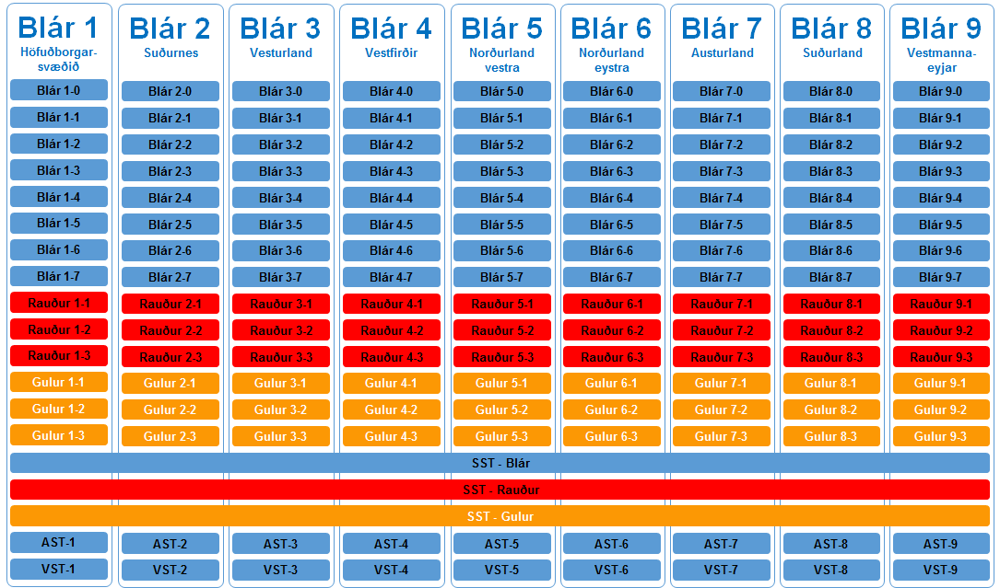 Blár 1
Höfuðborgar-
svæðið
Blár 1-0
Blár 1-1
Blár 1-2
Blár 1-3
Blár 1-4
Blár 1-5
Blár 1-6
Blár 1-7
Rauður 1-1
Rauður 1-2
Rauður 1-3
Gulur 1-1
Gulur 1-2
Gulur 1-3
Blár 2
Suðurnes
Blár 2-0
Blár 2-1
Blár 2-2
Blár 2-3
Blár 2-4
Blár 2-5
Blár 2-6
Blár 2-7
Rauður 2-1
Rauður 2-2
Rauður 2-3
Gulur 2-1
Gulur 2-2
Gulur 2-3
Blár 3
Vesturland
Blár 3-0
Blár 3-1
Blár 3-2
Blár 3-3
Blár 3-4
Blár 3-5
Blár 3-6
Blár 3-7
Rauður 3-1
Rauður 3-2
Rauður 3-3
Gulur 3-1
Gulur 3-2
Gulur 3-3
Blár 4
Vestfirðir
Blár 4-0
Blár 4-1
Blár 4-2
Blár 4-3
Blár 4-4
Blár 4-5
Blár 4-6
Blár 4-7
Rauður 4-1
Rauður 4-2
Rauður 4-3
Gulur 4-1
Gulur 4-2
Gulur 4-3
Blár 5
Norðurland
vestra
Blár 5-0
Blár 5-1
Blár 5-2
Blár 5-3
Blár 5-4
Blár 5-5
Blár 5-6
Blár 5-7
Rauður 5-1
Rauður 5-2
Rauður 5-3
Gulur 5-1
Gulur 5-2
Gulur 5-3
Blár 6
Norðurland
eystra
Blár 6-0
Blár 6-1
Blár 6-2
Blár 6-3
Blár 6-4
Blár 6-5
Blár 6-6
Blár 6-7
Rauður 6-1
Rauður 6-2
Rauður 6-3
Gulur 6-1
Gulur 6-2
Gulur 6-3
Blár 7
Austurland
Blár 7-0
Blár 7-1
Blár 7-2
Blár 7-3
Blár 7-4
Blár 7-5
Blár 7-6
Blár 7-7
Rauður 7-1
Rauður 7-2
Rauður 7-3
Gulur 7-1
Gulur 7-2
Gulur 7-3
Blár 8
Suðurland
Blár 8-0
Blár 8-1
Blár 8-2
Blár 8-3
Blár 8-4
Blár 8-5
Blár 8-6
Blár 8-7
Rauður 8-1
Rauður 8-2
Rauður 8-3
Gulur 8-1
Gulur 8-2
Gulur 8-3
Blár 9
Vestmanna-
eyjar
Blár 9-0
Blár 9-1
Blár 9-2
Blár 9-3
Blár 9-4
Blár 9-5
Blár 9-6
Blár 9-7
Rauður 9-1
Rauður 9-2
Rauður 9-3
Gulur 9-1
Gulur 9-2
Gulur 9-3
SST - Blár
SST - Rauður
SST - Gulur
AST-1
VST-1
AST-2
VST-2
AST-3
VST-3
AST-4
VST-4
AST-5
VST-5
AST-6
VST-6
AST-7
VST-7
AST-8
VST-8
AST-9
VST-9